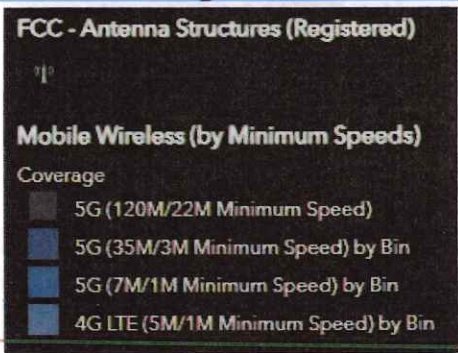 FCC - Antenna Structures (Registered)
Mobile Wireless (by Minimum Speeds)
Coverage
5G (120M/22M Minimum Speed)
5G (35M/3M Minimum Speed) by Bin
5G (7M/1M Minimum Speed) by Bin
4G LTE (5M/1M Minimum Speed) by Bin